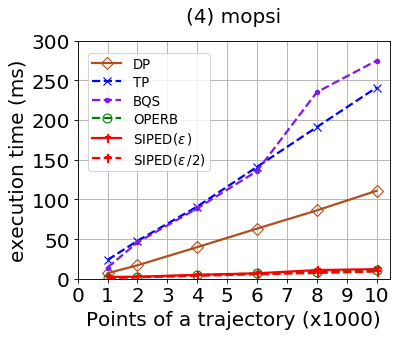 (4) mopsi
300
250
200
150
100
50
0
execution time (ms)
DP
TP
BQS
OPERB
SIPED(ε)
SIPED(ε/2)
0 1 2 3 4 5 6 7 8 9 10
Points of a trajectory (x1000)